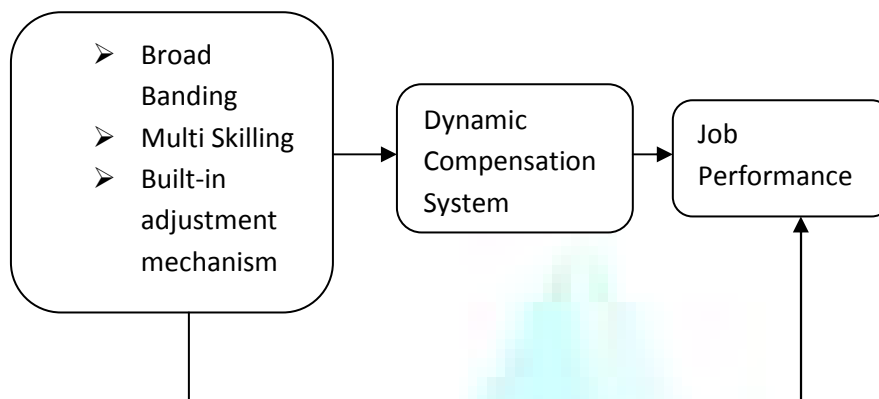 ➢ Broad
Banding
➢ Multi Skilling
➢ Built-in
adjustment
mechanism
Dynamic
Compensation
System
Job
Performance